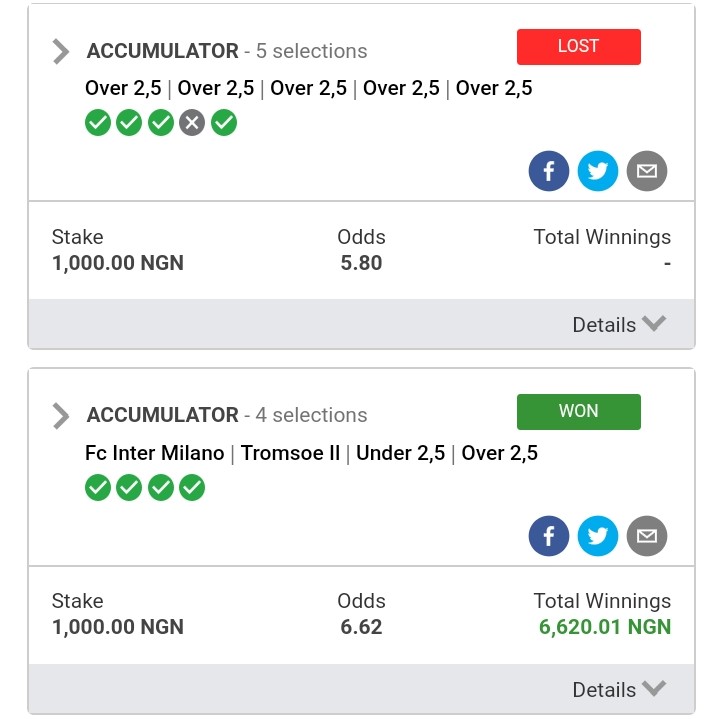 ACCUMULATOR - 5 selections LOST
Over 2,5 | Over 2,5 | Over 2,5 | Over 2,5 | Over 2,5
Stake Odds Total Winnings
1,000.00 NGN 5.80 -
Details
ACCUMULATOR - 4 selections WON
Fc Inter Milano | Tromsoe II | Under 2,5 | Over 2,5
Stake Odds Total Winnings
1,000.00 NGN 6.62 6,620.01 NGN
Details